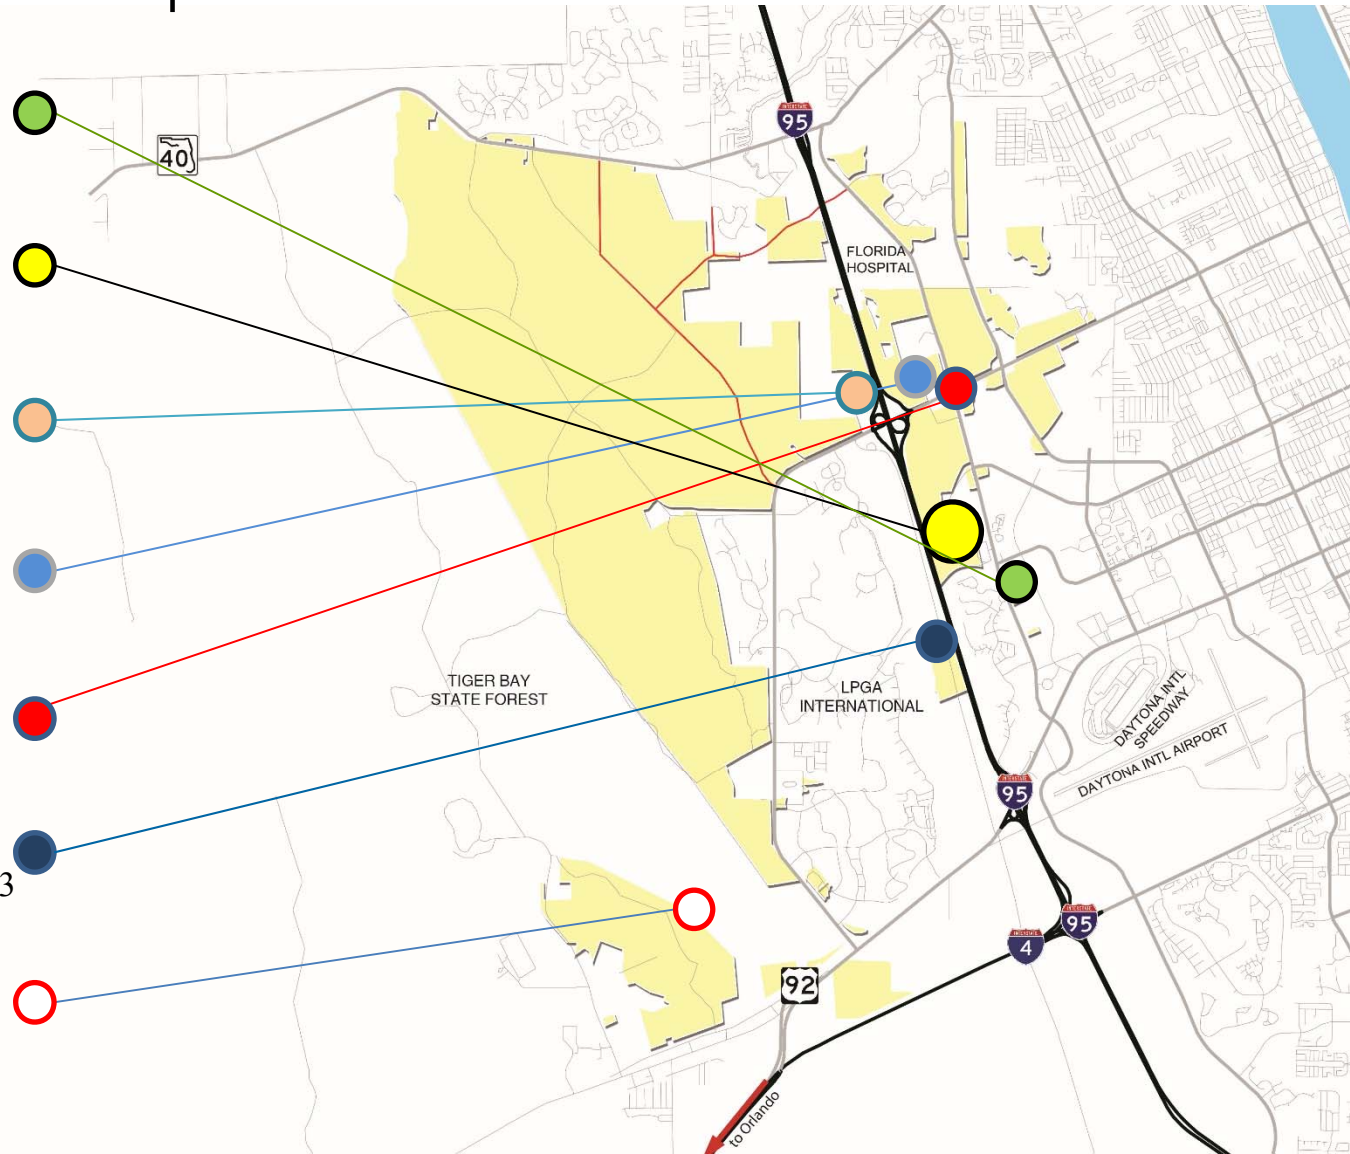 95
40
FLORIDA
HOSPITAL
TIGER BAY
STATE FOREST
LPGA
INTERNATIONAL
DAYTONA INTL
SPEEDWAY
DAYTONA INTL AIRPORT
95
3
95
4
92
to Orlando